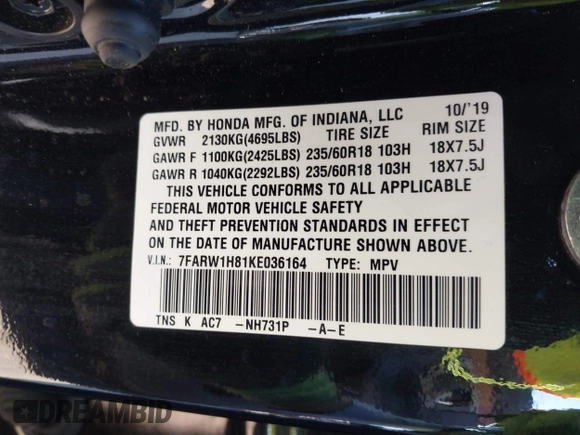 MFD. BY HONDA MFG. OF INDIANA, LLC 10/'19
GVWR 2130KG(4695LBS) TIRE SIZE RIM SIZE
GAWR F 1100KG(2425LBS) 235/60R18 103H 18X7.5J
GAWR R 1040KG(2292LBS) 235/60R18 103H 18X7.5J
THIS VEHICLE CONFORMS TO ALL APPLICABLE
FEDERAL MOTOR VEHICLE SAFETY
AND THEFT PREVENTION STANDARDS IN EFFECT
ON THE DATE OF MANUFACTURE SHOWN ABOVE.
V.I.N.: 7FARW1H81KE036164 TYPE: MPV
TNS K AC7 -NH731P -A-E
DREAMBID